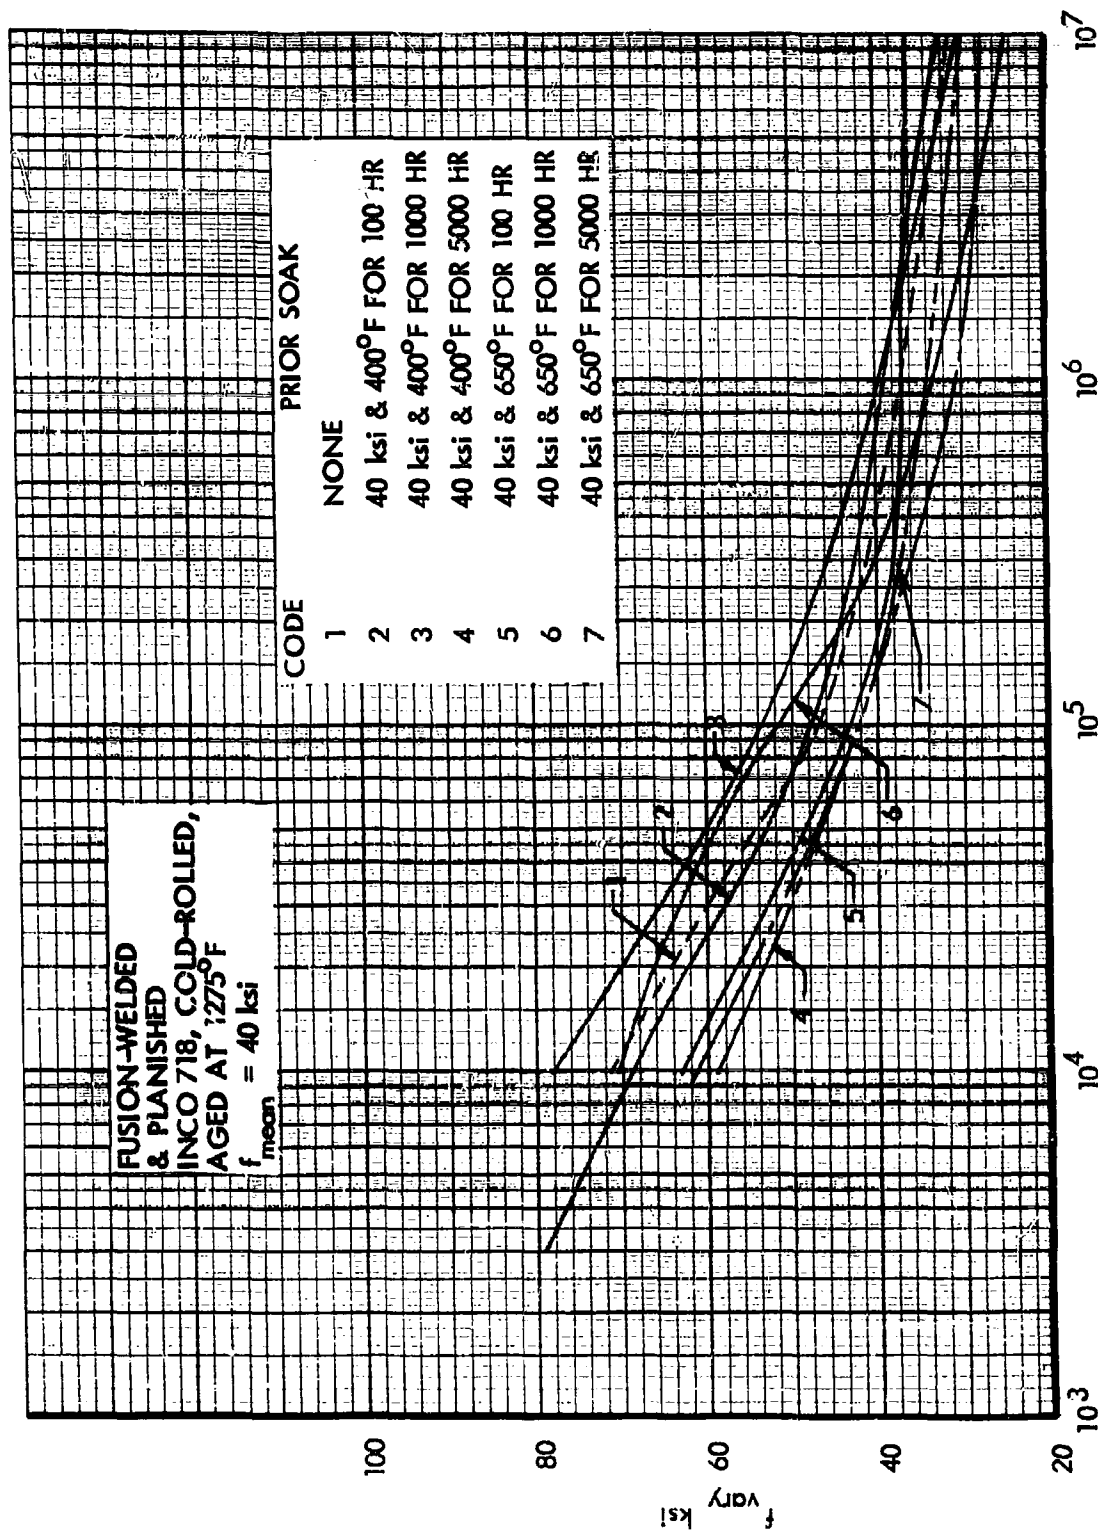 FUSION-WELDED
& PLANISHED
INCO 718, COLD-ROLLED,
AGED AT 1275°F
f mean = 40 ksi
CODE PRIOR SOAK
1 NONE
2 40 ksi & 400°F FOR 100 HR
3 40 ksi & 400°F FOR 1000 HR
4 40 ksi & 400°F FOR 5000 HR
5 40 ksi & 650°F FOR 100 HR
6 40 ksi & 650°F FOR 1000 HR
7 40 ksi & 650°F FOR 5000 HR
1
2
3
4
5
6
7
f vary ksi
100
80
60
40
20
10³
10⁴
10⁵
10⁶
10⁷